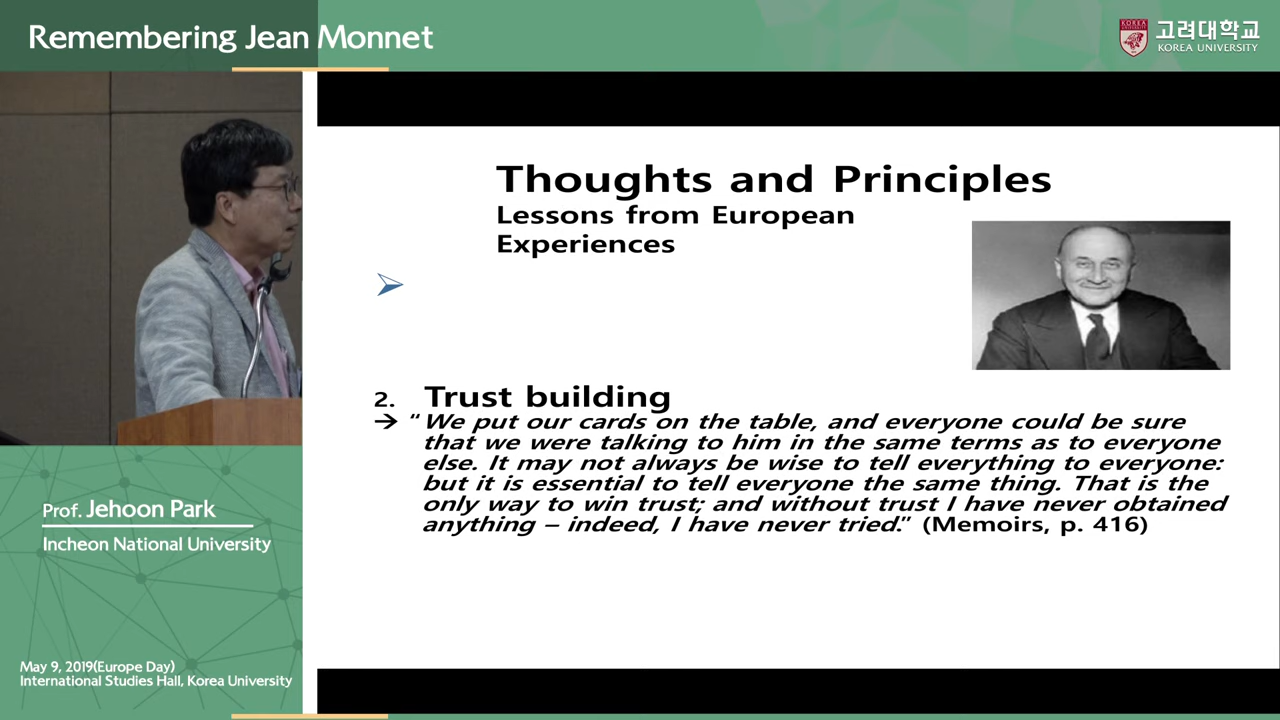 Remembering Jean Monnet
KOREA
UNIVERSITY
고려대학교
KOREA UNIVERSITY
Thoughts and Principles
Lessons from European
Experiences
2. Trust building
→ “We put our cards on the table, and everyone could be sure
that we were talking to him in the same terms as to everyone
else. It may not always be wise to tell everything to everyone:
but it is essential to tell everyone the same thing. That is the
only way to win trust; and without trust I have never obtained
anything – indeed, I have never tried.” (Memoirs, p. 416)
Prof. Jehoon Park
Incheon National University
May 9, 2019(Europe Day)
International Studies Hall, Korea University